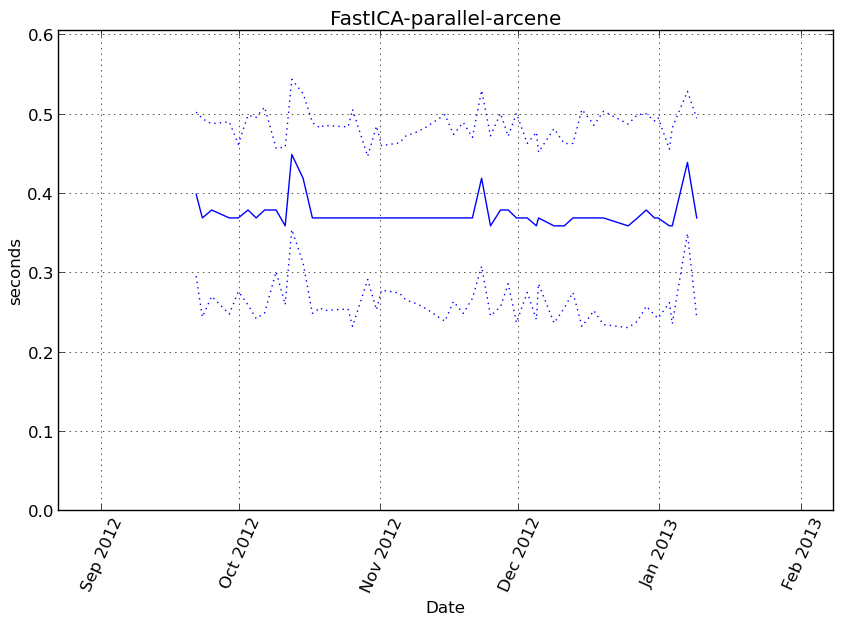 FastICA-parallel-arcene
0.6
0.5
0.4
0.3
0.2
0.1
0.0
seconds
Sep 2012
Oct 2012
Nov 2012
Dec 2012
Jan 2013
Feb 2013
Date